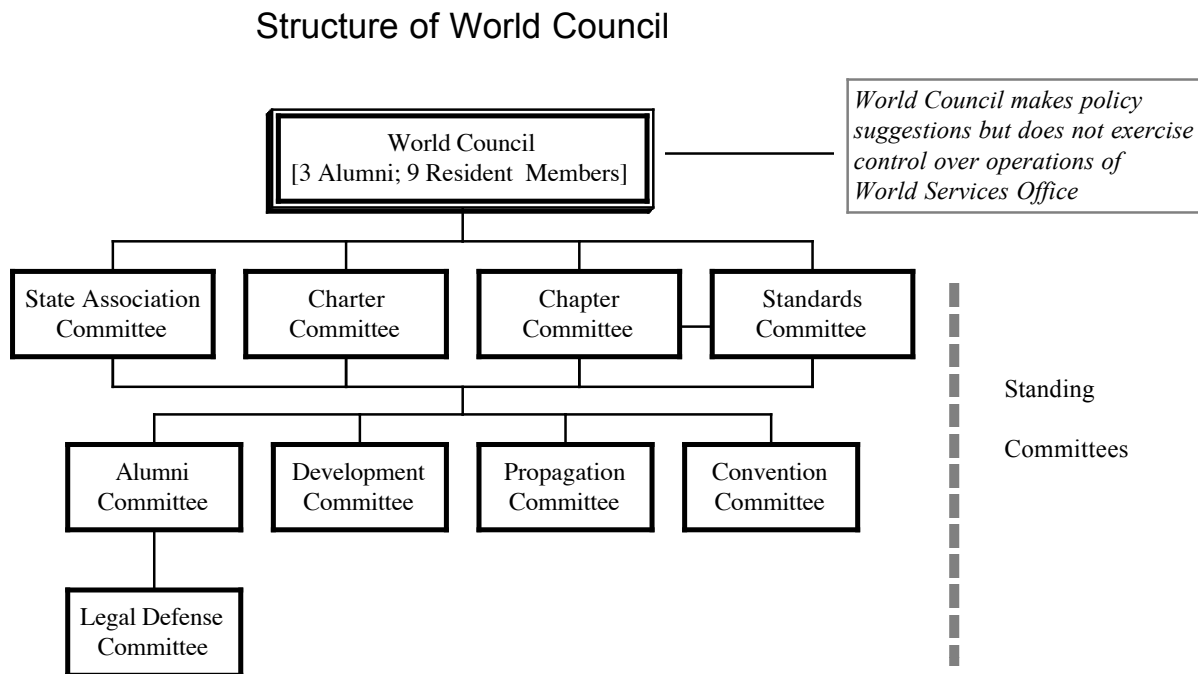 Structure of World Council
World Council
[3 Alumni; 9 Resident Members]
World Council makes policy
suggestions but does not exercise
control over operations of
World Services Office
State Association
Committee
Charter
Committee
Chapter
Committee
Standards
Committee
Standing
Committees
Alumni
Committee
Development
Committee
Propagation
Committee
Convention
Committee
Legal Defense
Committee